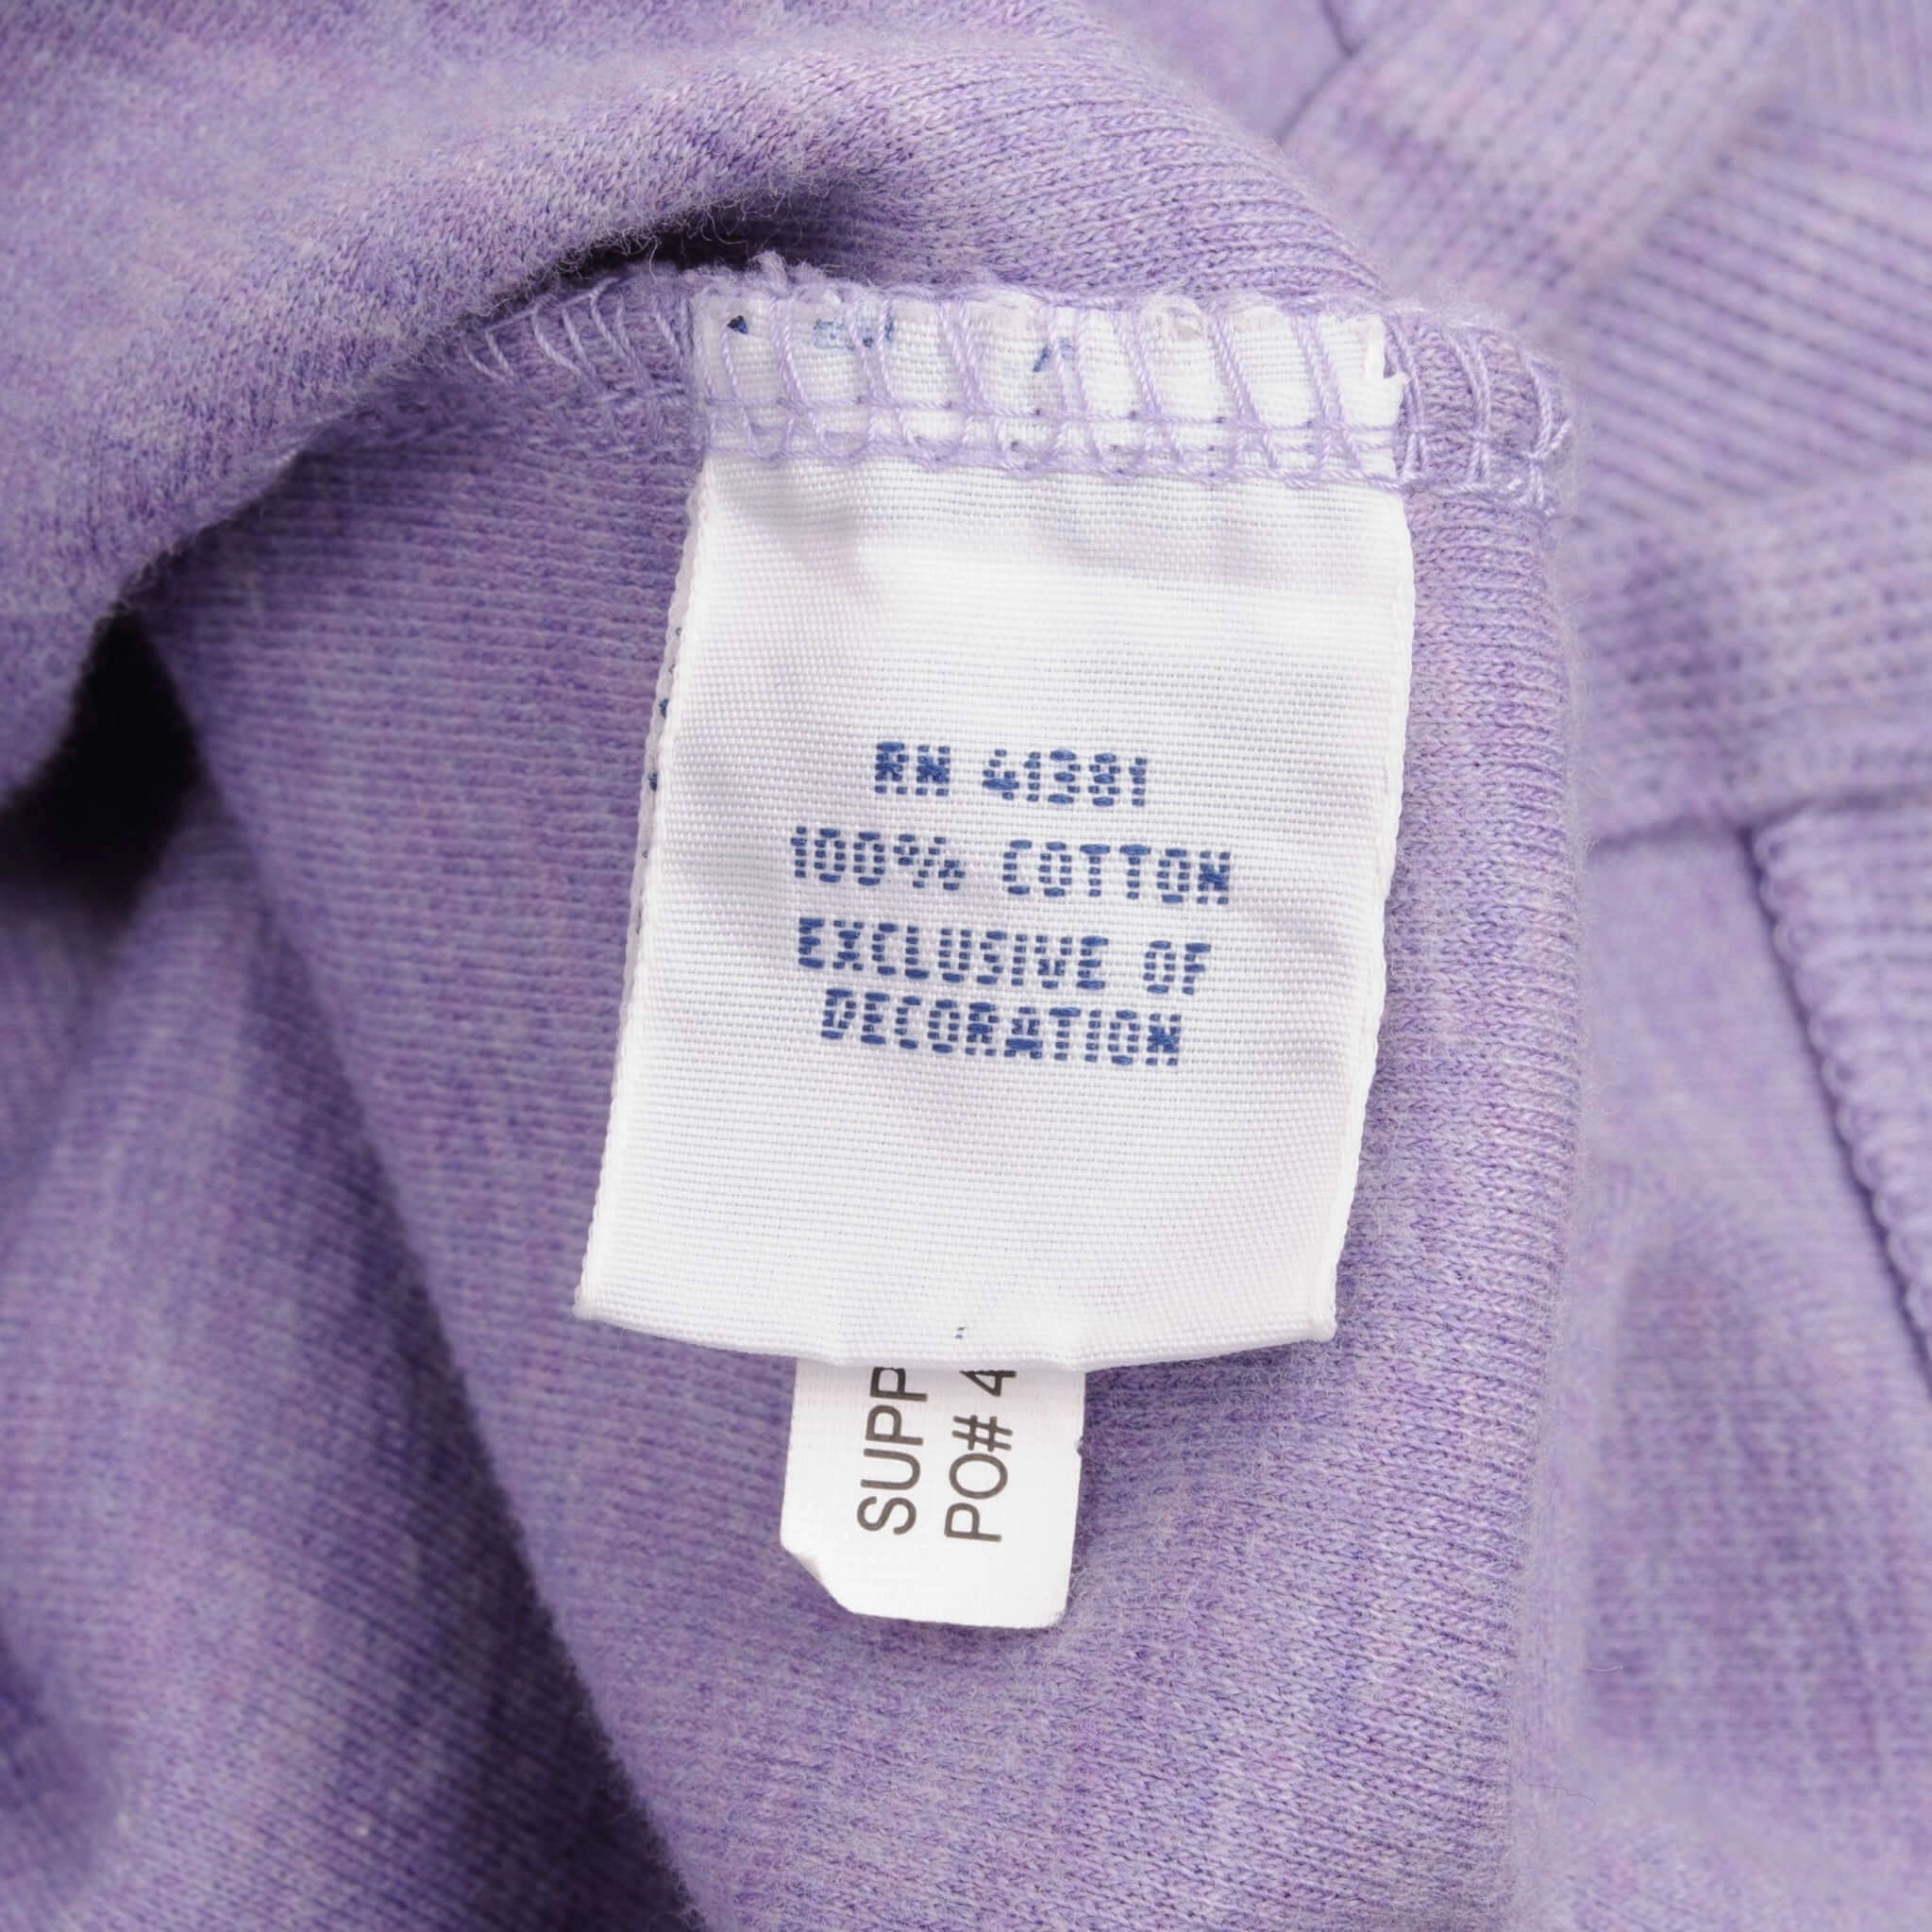 RN 41381
100% COTTON
EXCLUSIVE OF
DECORATION
SUPP
PO# 4